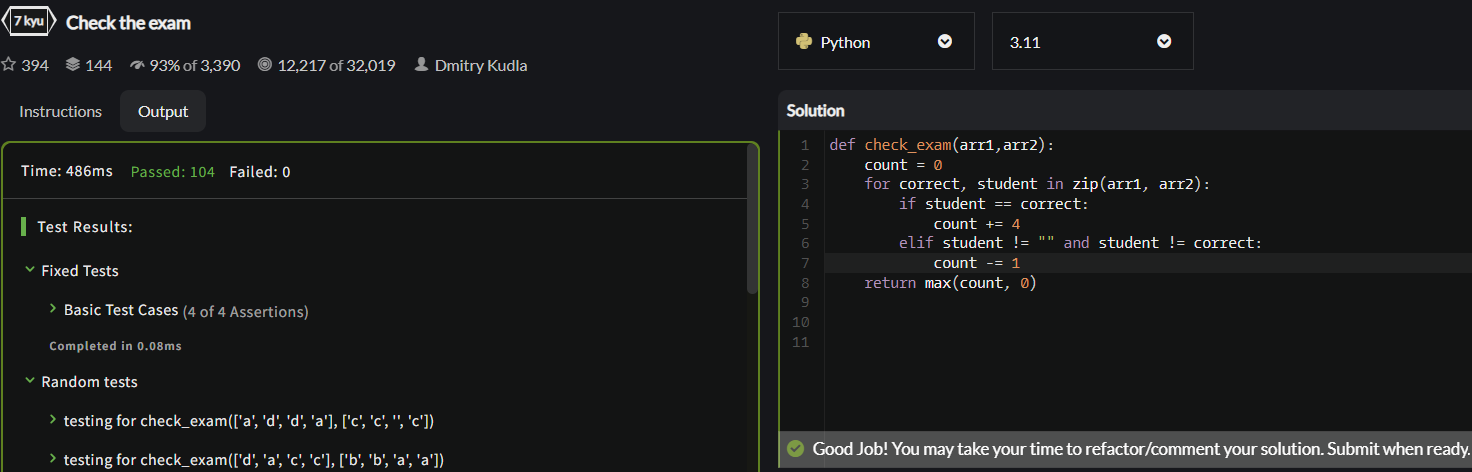 7 kyu Check the exam
394 144 93% of 3,390 12,217 of 32,019 Dmitry Kudla
Instructions Output
Time: 486ms Passed: 104 Failed: 0
Test Results:
Fixed Tests
Basic Test Cases (4 of 4 Assertions)
Completed in 0.08ms
Random tests
testing for check_exam(['a', 'd', 'd', 'a'], ['c', 'c', '', 'c'])
testing for check_exam(['d', 'a', 'c', 'c'], ['b', 'b', 'a', 'a'])
Python 3.11
Solution
1 def check_exam(arr1,arr2):
2 count = 0
3 for correct, student in zip(arr1, arr2):
4 if student == correct:
5 count += 4
6 elif student != "" and student != correct:
7 count -= 1
8 return max(count, 0)
9
10
11
Good Job! You may take your time to refactor/comment your solution. Submit when ready.